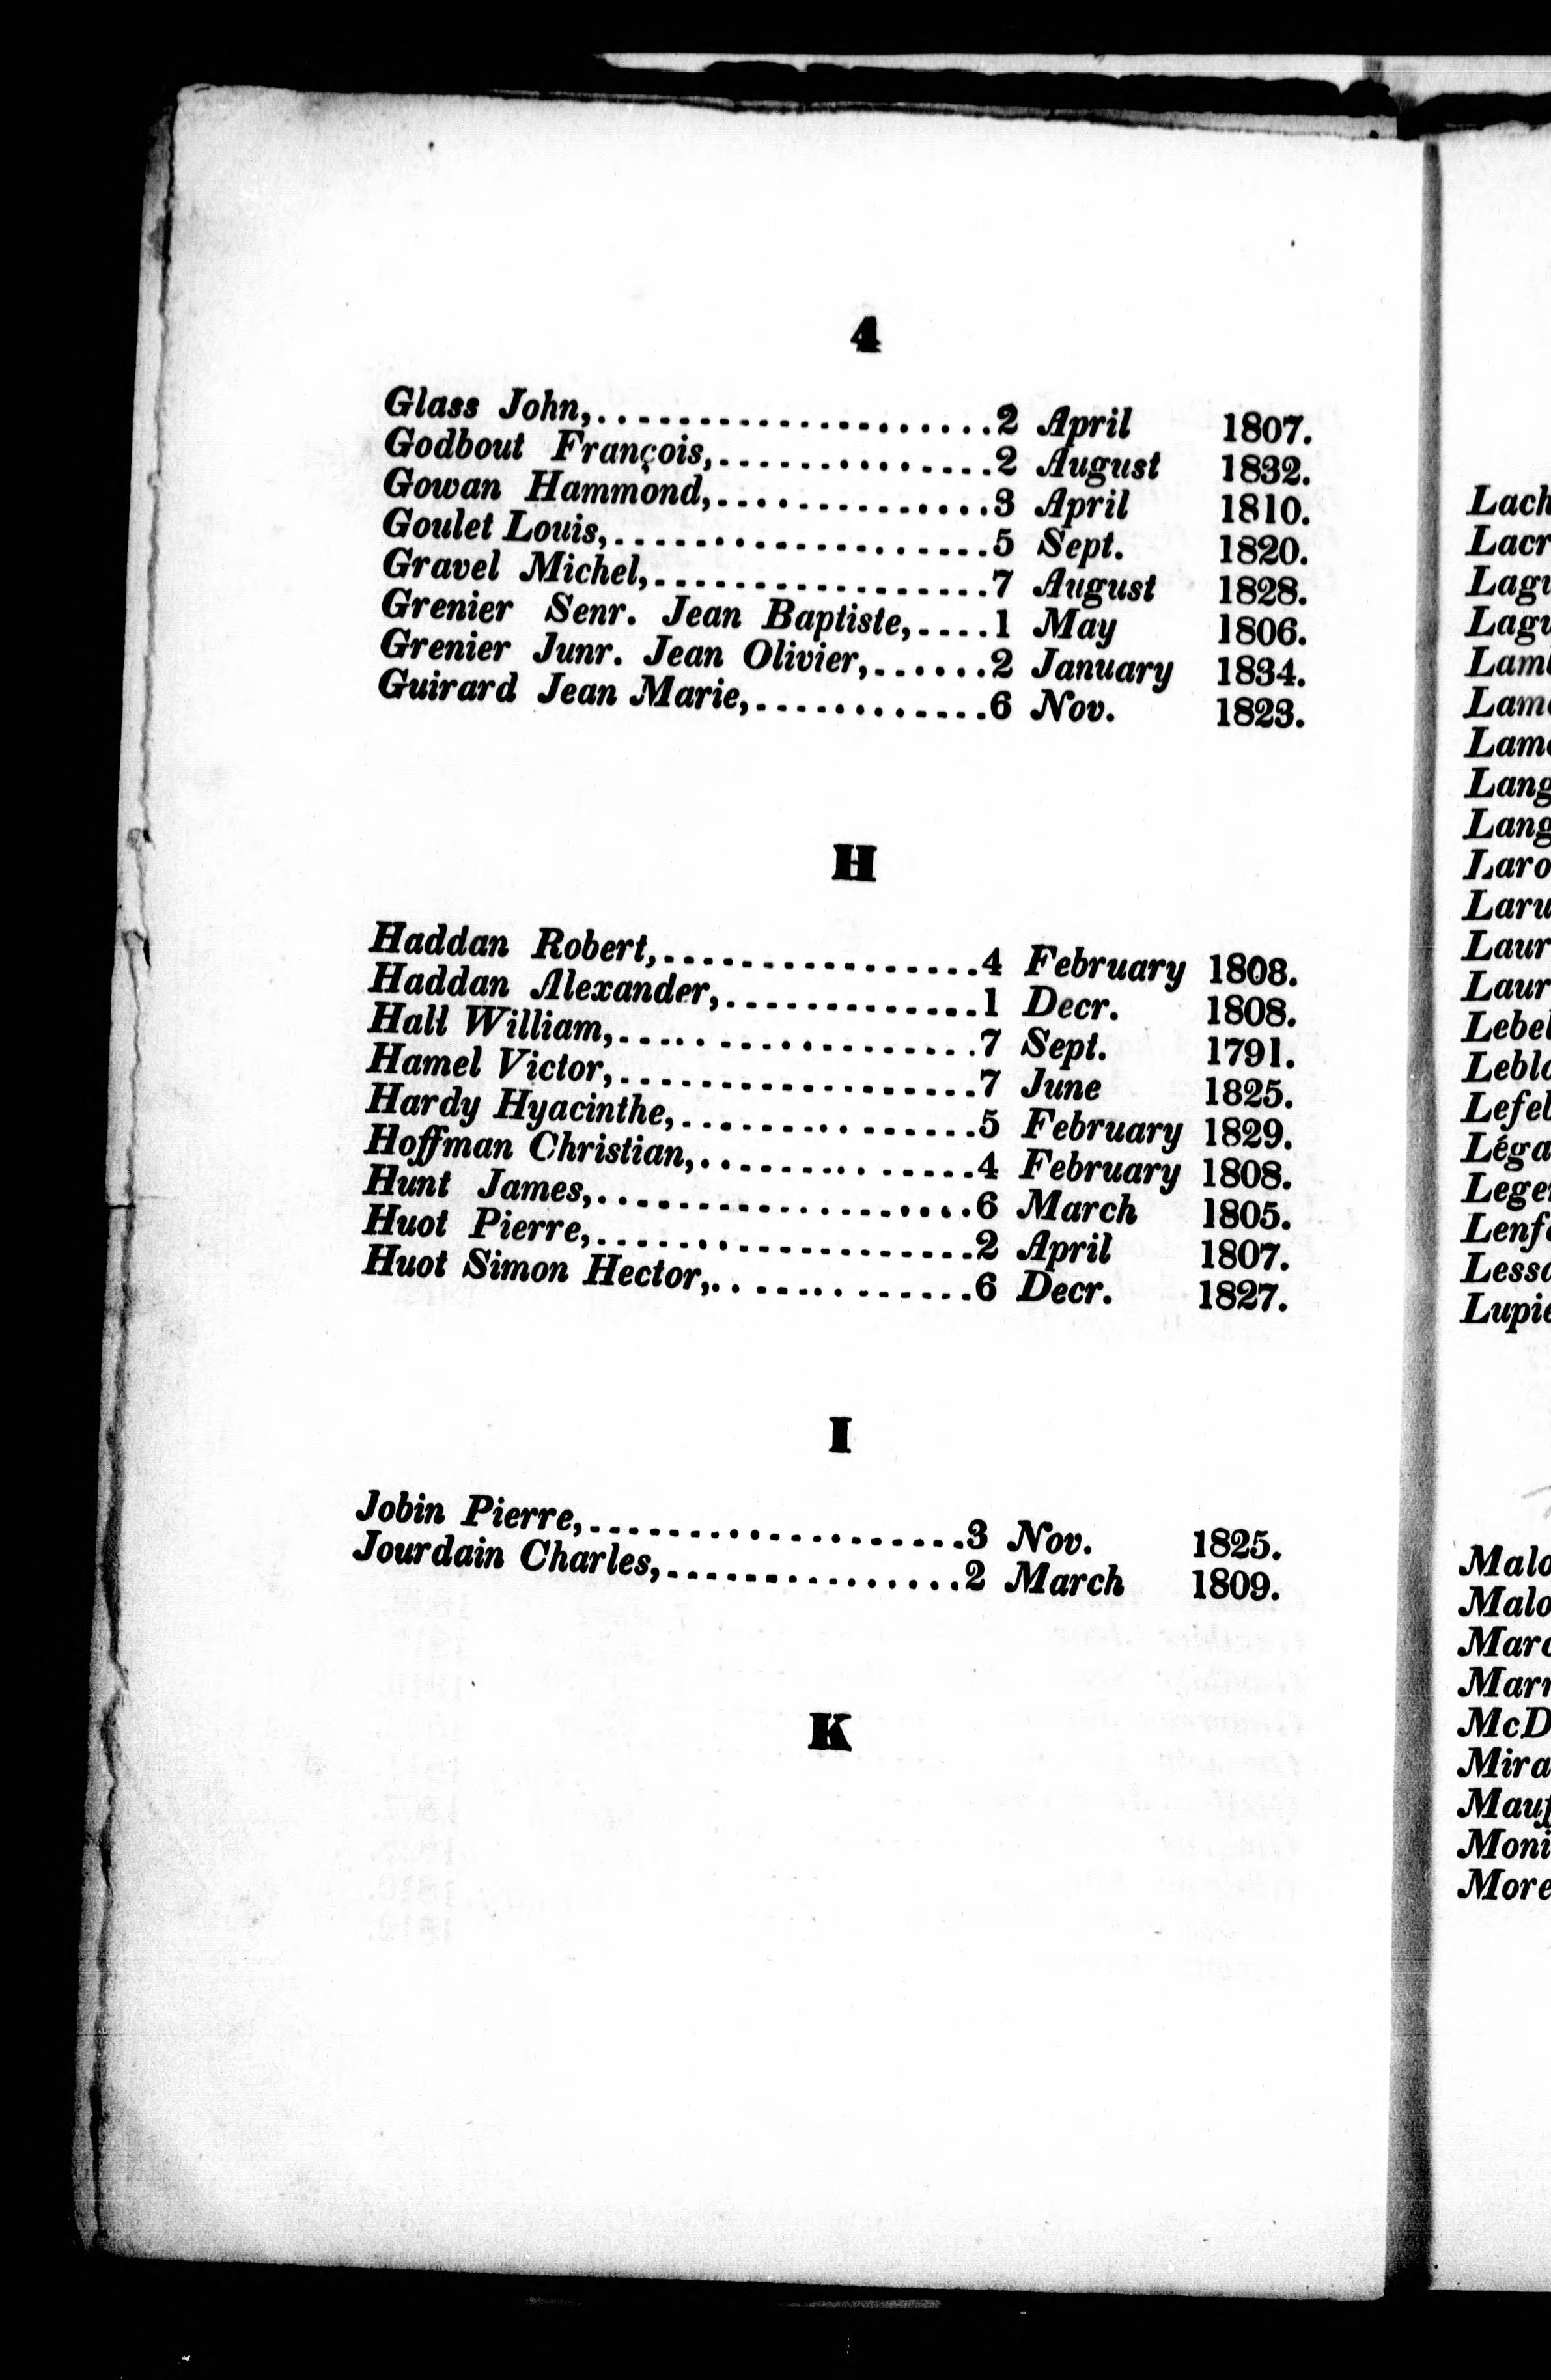 4
Glass John,.....................2 April 1807.
Godbout François,..............2 August 1832.
Gowan Hammond,..............3 April 1810.
Goulet Louis,...................5 Sept. 1820.
Gravel Michel,.................7 August 1828.
Grenier Senr. Jean Baptiste,....1 May 1806.
Grenier Junr. Jean Olivier,......2 January 1834.
Guirard Jean Marie,............6 Nov. 1823.
H
Haddan Robert,................4 February 1808.
Haddan Alexander,.............1 Decr. 1808.
Hall William,...................7 Sept. 1791.
Hamel Victor,..................7 June 1825.
Hardy Hyacinthe,...............5 February 1829.
Hoffman Christian,..............4 February 1808.
Hunt James,...................6 March 1805.
Huot Pierre,...................2 April 1807.
Huot Simon Hector,.............6 Decr. 1827.
I
Jobin Pierre,...................3 Nov. 1825.
Jourdain Charles,...............2 March 1809.
K